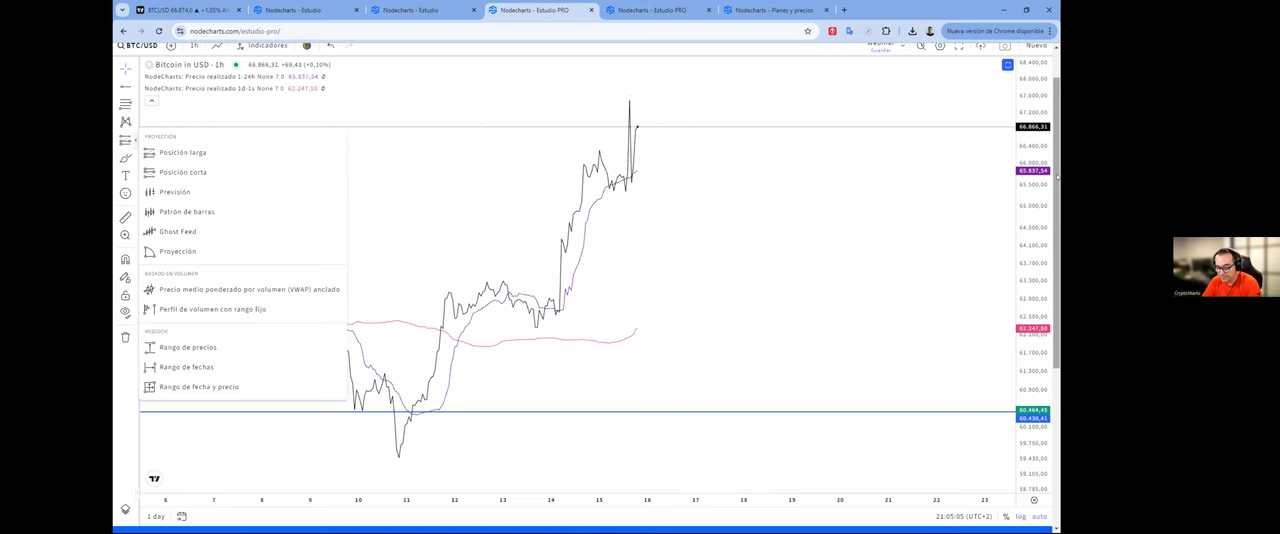 BTCUSD 66.874,0 ▲ +1.05%
Nodecharts - Estudio
Nodecharts - Estudio
Nodecharts - Estudio PRO
Nodecharts - Estudio PRO
Nodecharts - Planes y precios
nodecharts.com/estudio-pro/
Nueva versión de Chrome disponible
BTC/USD
1h
Indicadores
Guardar
Nuevo
Bitcoin in USD · 1h
66.866,31 +69,43 (+0,10%)
NodeCharts: Precio realizado 1-24h None 7 0 65.837,54 Ø
NodeCharts: Precio realizado 1d-1s None 7 0 62.247,50 Ø
PROYECCIÓN
Posición larga
Posición corta
Previsión
Patrón de barras
Ghost Feed
Proyección
BASADO EN VOLUMEN
Precio medio ponderado por volumen (VWAP) anclado
Perfil de volumen con rango fijo
MEDIDOR
Rango de precios
Rango de fechas
Rango de fecha y precio
68.400,00
68.000,00
67.600,00
67.200,00
66.866,31
66.400,00
66.000,00
65.837,54
65.500,00
65.000,00
64.500,00
64.100,00
63.700,00
63.300,00
62.900,00
62.500,00
62.247,50
62.100,00
61.700,00
61.300,00
60.900,00
60.464,45
60.430,41
60.100,00
59.750,00
59.430,00
59.105,00
58.785,00
6 7 8 9 10 11 12 13 14 15 16 17 18 19 20 21 22 23
1 day
21:05:05 (UTC+2)
%
log
auto
CryptoSharks